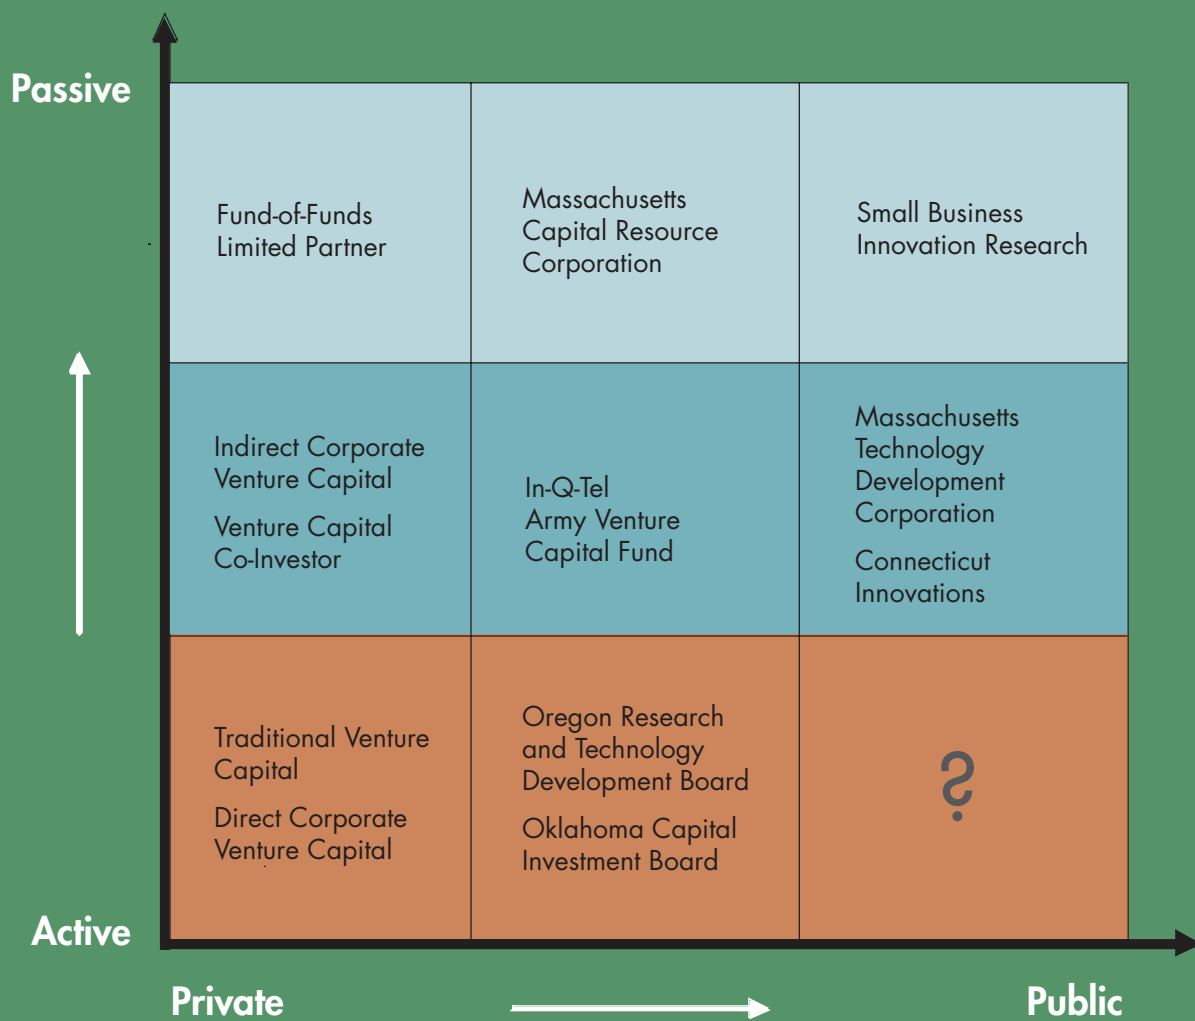 Passive
Fund-of-Funds
Limited Partner
Massachusetts
Capital Resource
Corporation
Small Business
Innovation Research
Indirect Corporate
Venture Capital
Venture Capital
Co-Investor
In-Q-Tel
Army Venture
Capital Fund
Massachusetts
Technology
Development
Corporation
Connecticut
Innovations
Traditional Venture
Capital
Direct Corporate
Venture Capital
Oregon Research
and Technology
Development Board
Oklahoma Capital
Investment Board
?
Active
Private
Public